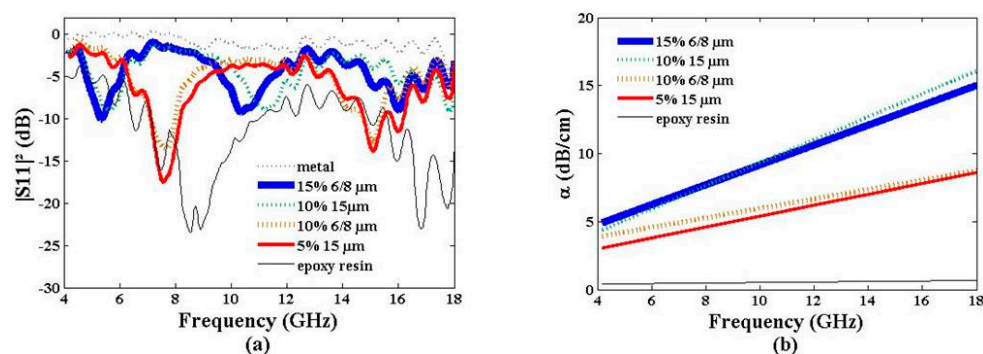 |S11|² (dB)
0
-5
-10
-15
-20
-25
-30
metal
15% 6/8 µm
10% 15µm
10% 6/8 µm
5% 15 µm
epoxy resin
4 6 8 10 12 14 16 18
Frequency (GHz)
(a)
α (dB/cm)
20
15
10
5
0
15% 6/8 µm
10% 15 µm
10% 6/8 µm
5% 15 µm
epoxy resin
4 6 8 10 12 14 16 18
Frequency (GHz)
(b)